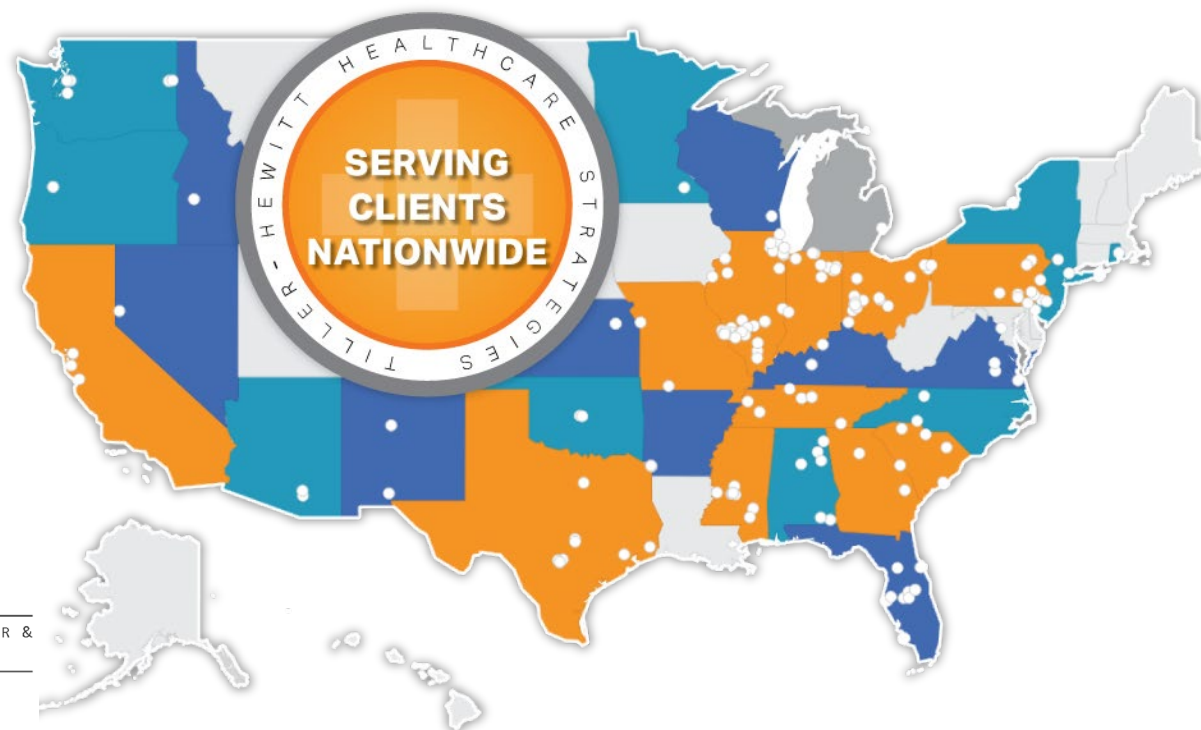 TILLER-HEWITT HEALTHCARE STRATEGIES
SERVING
CLIENTS
NATIONWIDE
R &